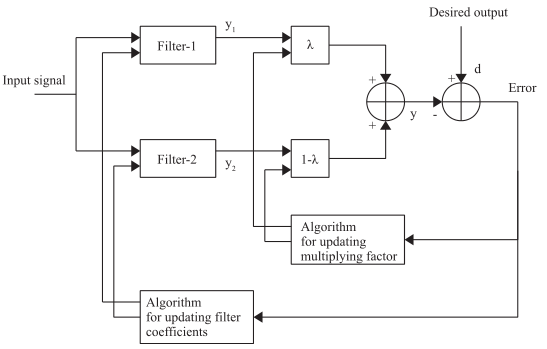 Desired output
y1
Filter-1
λ
Input signal
+
+
d
Error
+
y
-
Filter-2
y2
1-λ
Algorithm
for updating
multiplying factor
Algorithm
for updating filter
coefficients